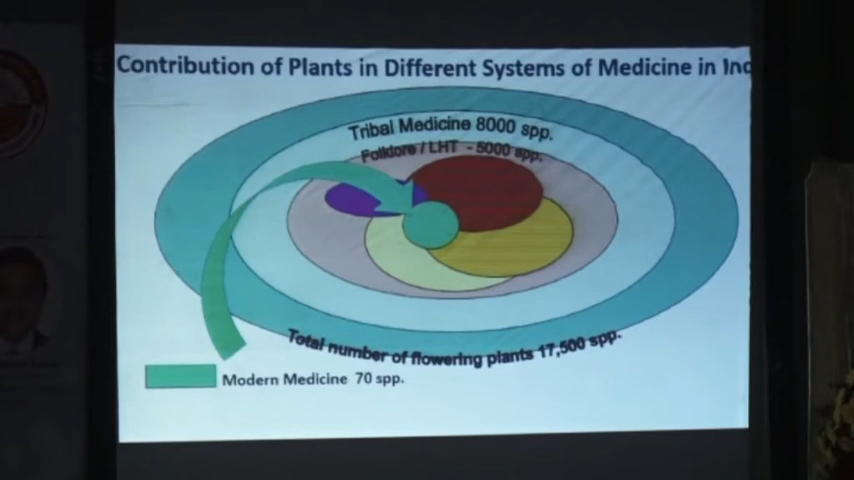 Contribution of Plants in Different Systems of Medicine in Ind
Tribal Medicine 8000 spp.
Folklore / LHT - 5000 spp.
Total number of flowering plants 17,500 spp.
Modern Medicine 70 spp.